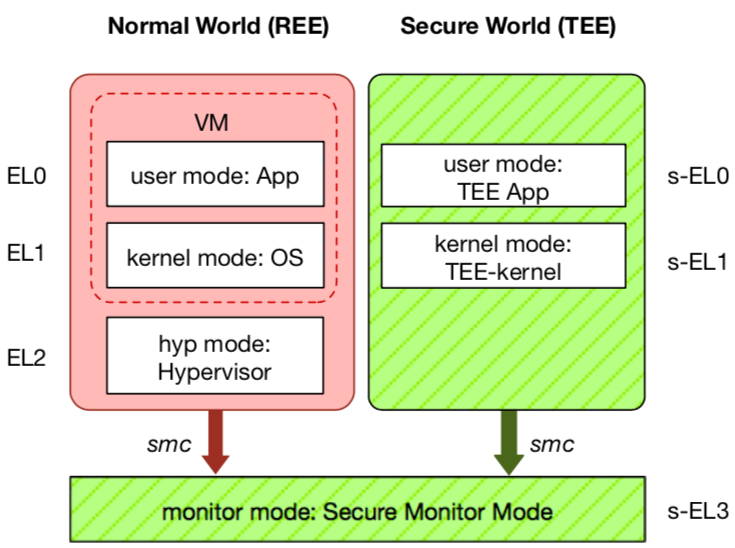 Normal World (REE)
Secure World (TEE)
VM
EL0
user mode: App
user mode:
TEE App
s-EL0
EL1
kernel mode: OS
kernel mode:
TEE-kernel
s-EL1
EL2
hyp mode:
Hypervisor
smc
smc
monitor mode: Secure Monitor Mode
s-EL3